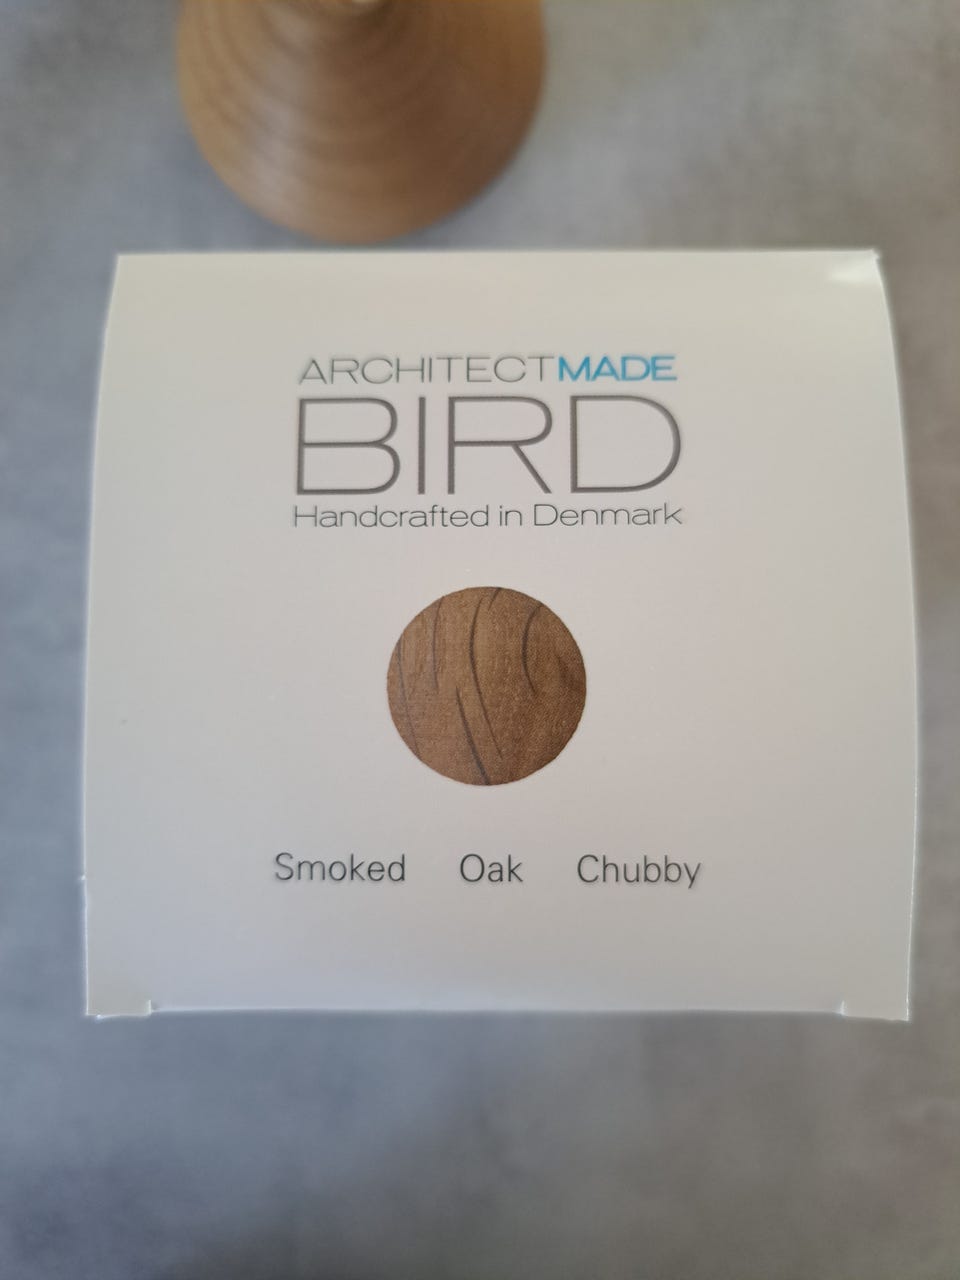 ARCHITECTMADE
BIRD
Handcrafted in Denmark
Smoked Oak Chubby